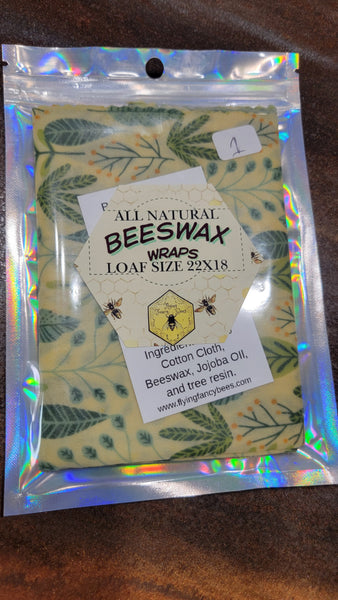 1
ALL NATURAL
BEESWAX
WRAPS
LOAF SIZE 22X18
Cotton Cloth,
Beeswax, Jojoba OIl,
and tree resin.
www.flyingfancybees.com